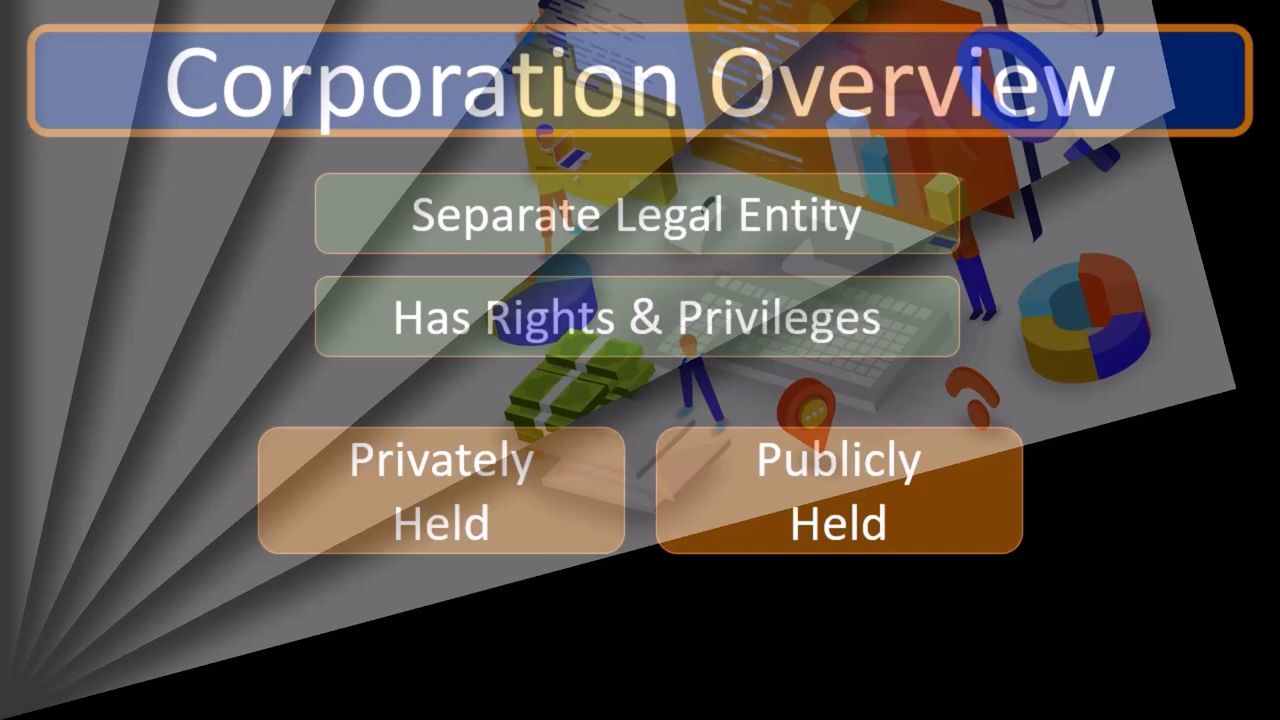 Corporation Overview
Separate Legal Entity
Has Rights & Privileges
Privately
Held
Publicly
Held